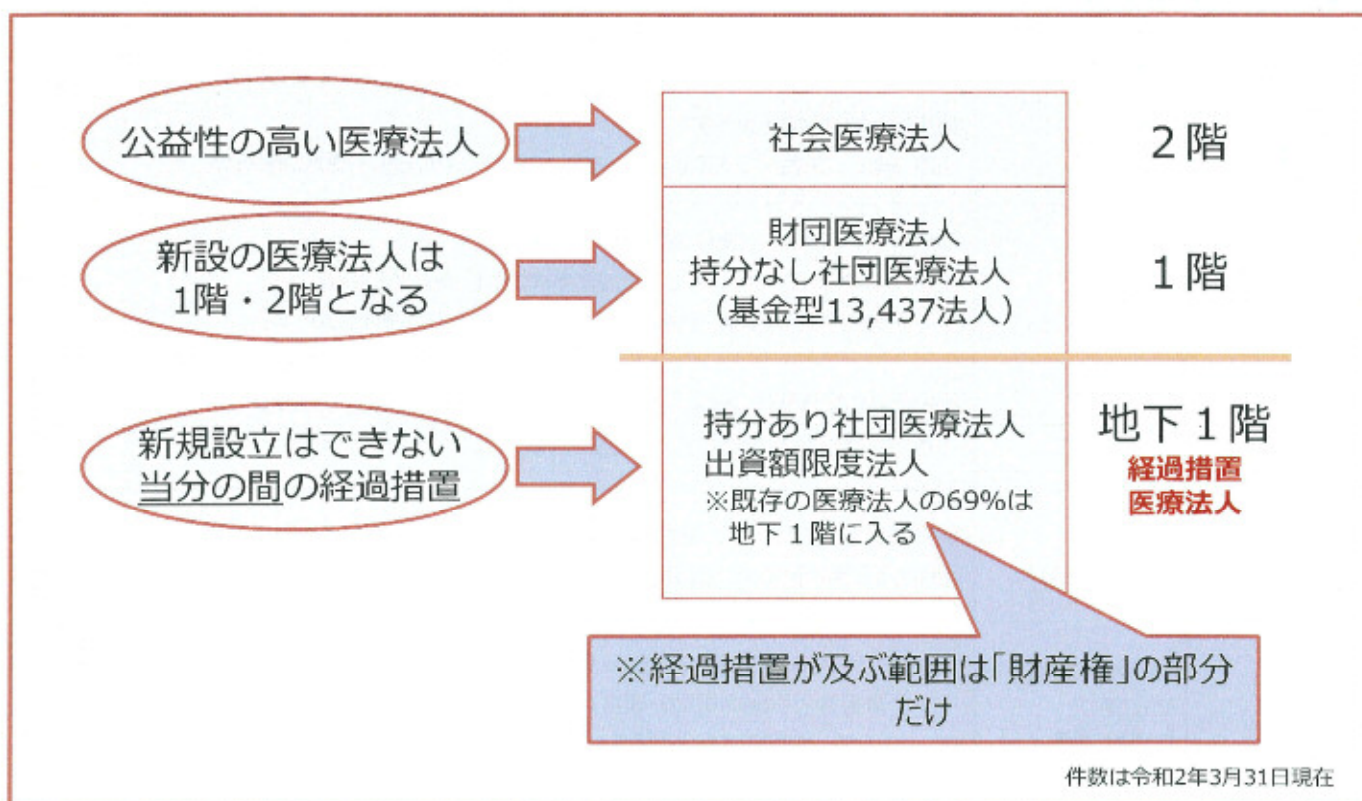 公益性の高い医療法人
社会医療法人
2階
新設の医療法人は
1階・2階となる
財団医療法人
持分なし社団医療法人
（基金型13,437法人）
1階
新規設立はできない
当分の間の経過措置
持分あり社団医療法人
出資額限度法人
※既存の医療法人の69%は
地下1階に入る
地下1階
経過措置
医療法人
※経過措置が及ぶ範囲は「財産権」の部分
だけ
件数は令和2年3月31日現在